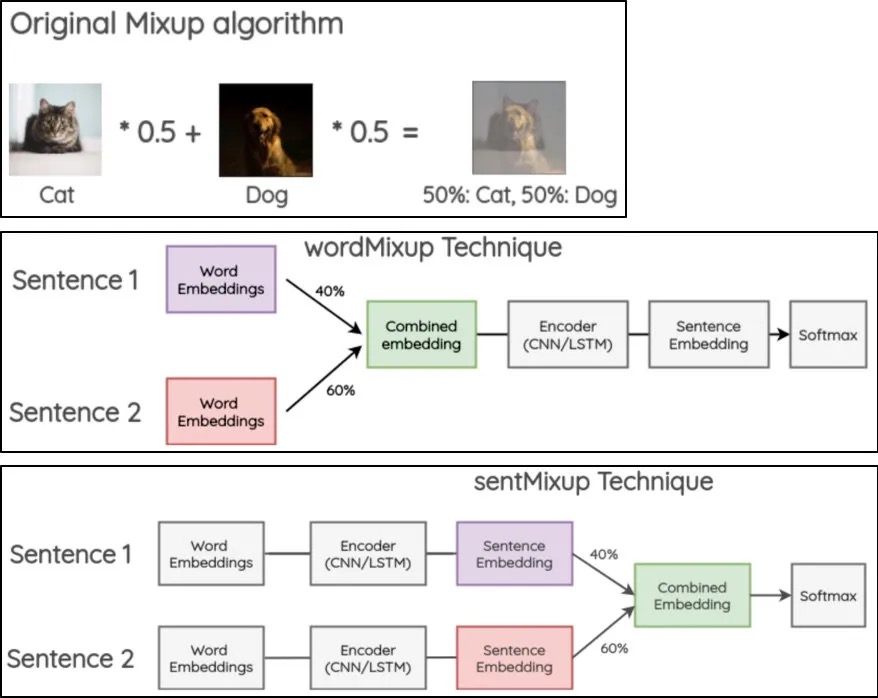 Original Mixup algorithm
* 0.5 + * 0.5 =
Cat Dog 50%: Cat, 50%: Dog
wordMixup Technique
Sentence 1
Word
Embeddings
40%
Combined
embedding
Encoder
(CNN/LSTM)
Sentence
Embedding
Softmax
60%
Sentence 2
Word
Embeddings
sentMixup Technique
Sentence 1
Word
Embeddings
Encoder
(CNN/LSTM)
Sentence
Embedding
40%
Combined
Embedding
Softmax
60%
Sentence 2
Word
Embeddings
Encoder
(CNN/LSTM)
Sentence
Embedding